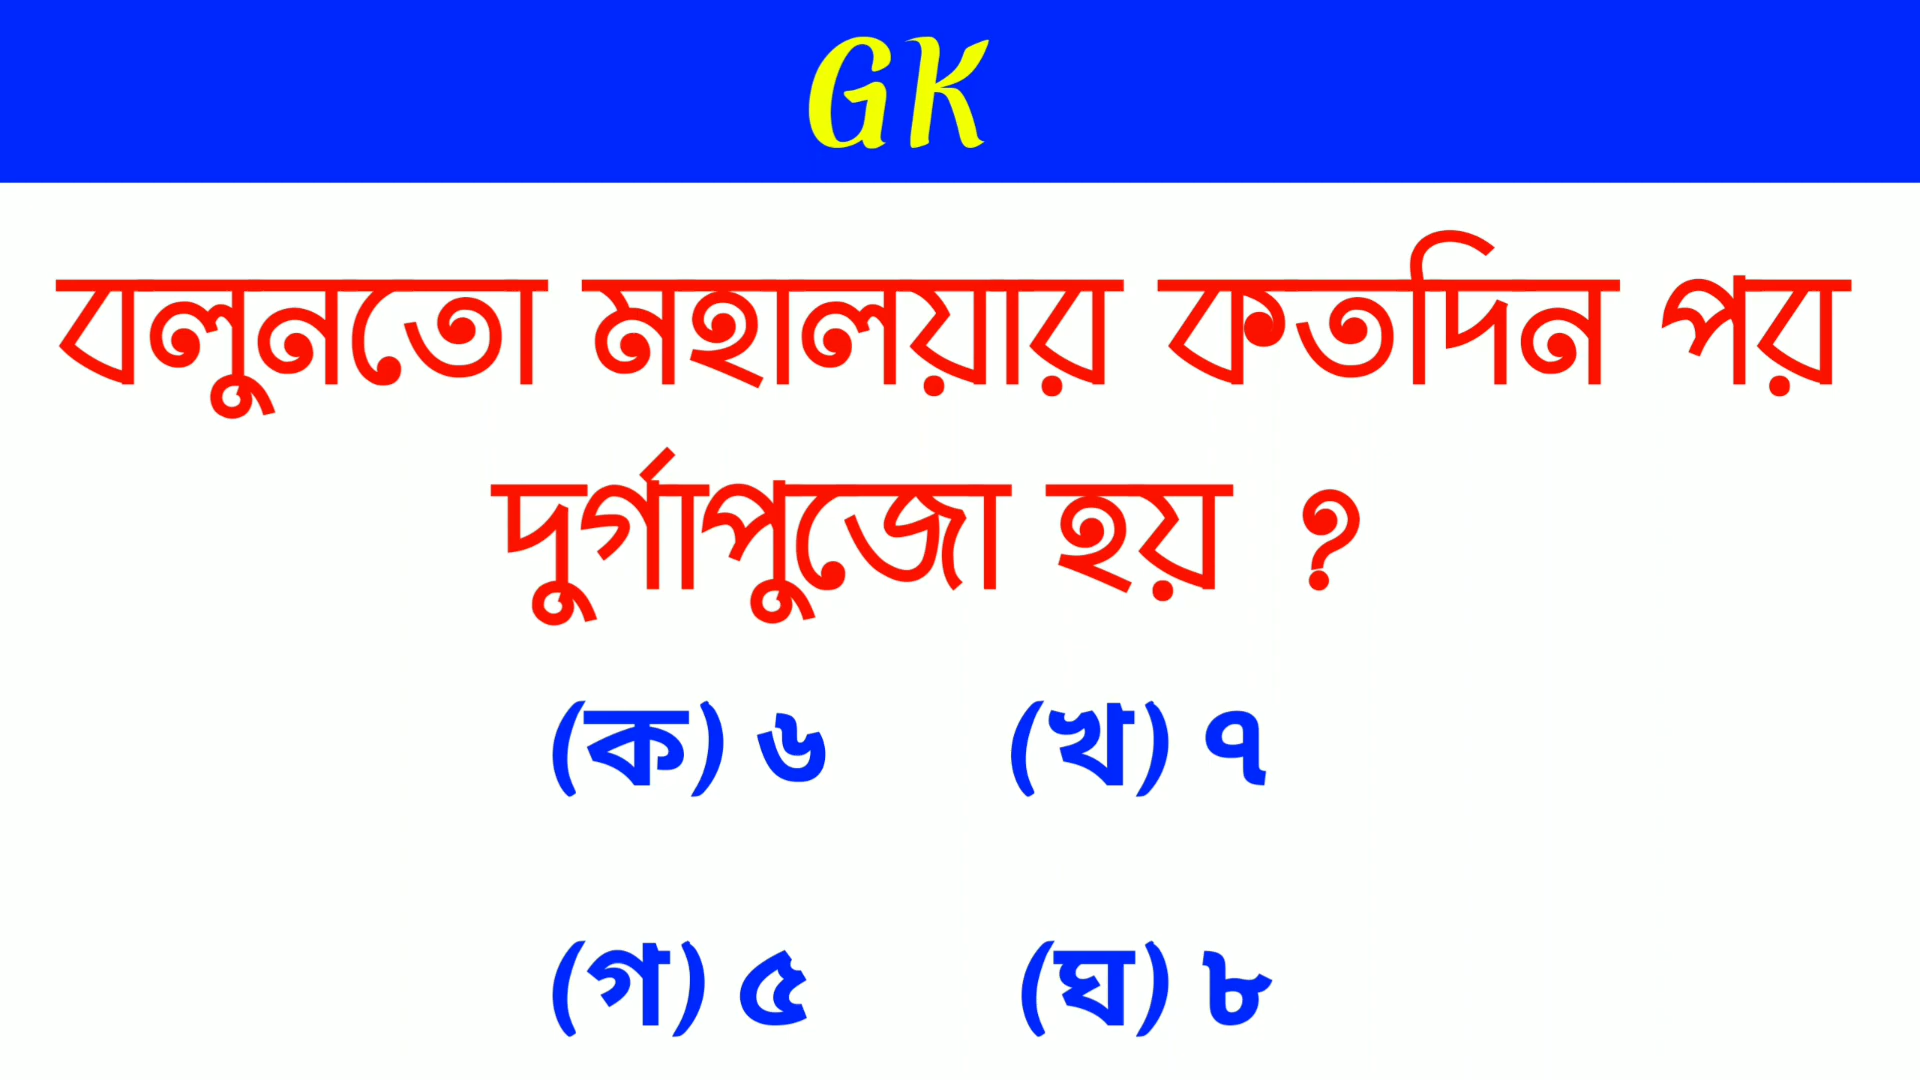 GK
বলুনতো মহালয়ার কতদিন পর
দুর্গাপুজো হয় ?
(ক) ৬ (খ) ৭
(গ) ৫ (ঘ) ৮